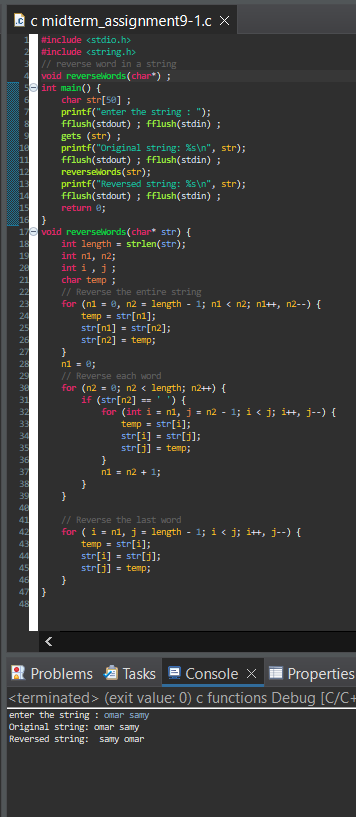 c midterm_assignment9-1.c
1 #include <stdio.h>
2 #include <string.h>
3 // reverse word in a string
4 void reverseWords(char*) ;
5 int main() {
6 char str[50] ;
7 printf("enter the string : ");
8 fflush(stdout) ; fflush(stdin) ;
9 gets (str) ;
10 printf("Original string: %s\n", str);
11 fflush(stdout) ; fflush(stdin) ;
12 reverseWords(str);
13 printf("Reversed string: %s\n", str);
14 fflush(stdout) ; fflush(stdin) ;
15 return 0;
16 }
17 void reverseWords(char* str) {
18 int length = strlen(str);
19 int n1, n2;
20 int i , j ;
21 char temp ;
22 // Reverse the entire string
23 for (n1 = 0, n2 = length - 1; n1 < n2; n1++, n2--) {
24 temp = str[n1];
25 str[n1] = str[n2];
26 str[n2] = temp;
27 }
28 n1 = 0;
29 // Reverse each word
30 for (n2 = 0; n2 < length; n2++) {
31 if (str[n2] == ' ') {
32 for (int i = n1, j = n2 - 1; i < j; i++, j--) {
33 temp = str[i];
34 str[i] = str[j];
35 str[j] = temp;
36 }
37 n1 = n2 + 1;
38 }
39 }
40
41 // Reverse the last word
42 for ( i = n1, j = length - 1; i < j; i++, j--) {
43 temp = str[i];
44 str[i] = str[j];
45 str[j] = temp;
46 }
47 }
48
Problems Tasks Console Properties
<terminated> (exit value: 0) c functions Debug [C/C+
enter the string : omar samy
Original string: omar samy
Reversed string:  samy omar